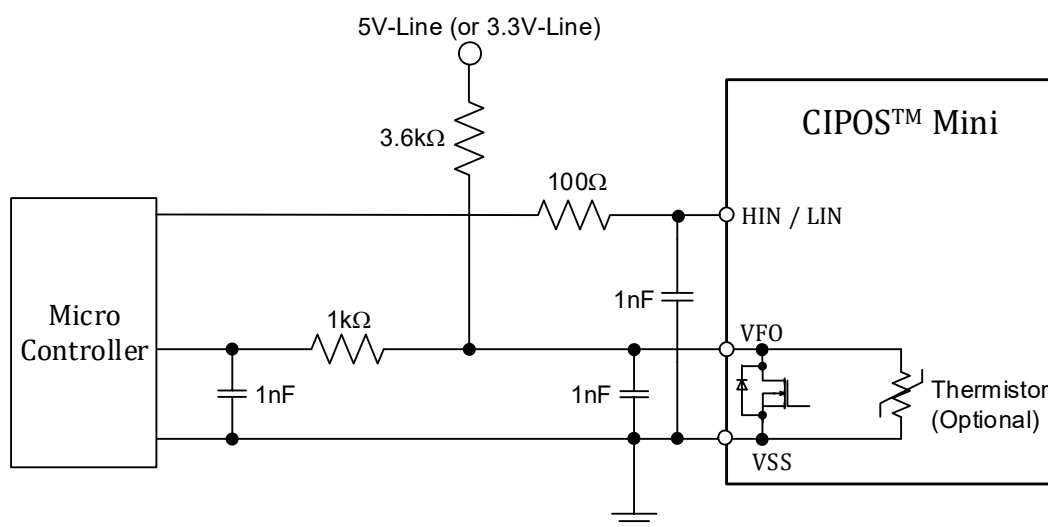 5V-Line (or 3.3V-Line)
3.6kΩ
CIPOS™ Mini
100Ω
HIN / LIN
1nF
Micro
Controller
1kΩ
VFO
1nF
1nF
Thermistor
(Optional)
VSS